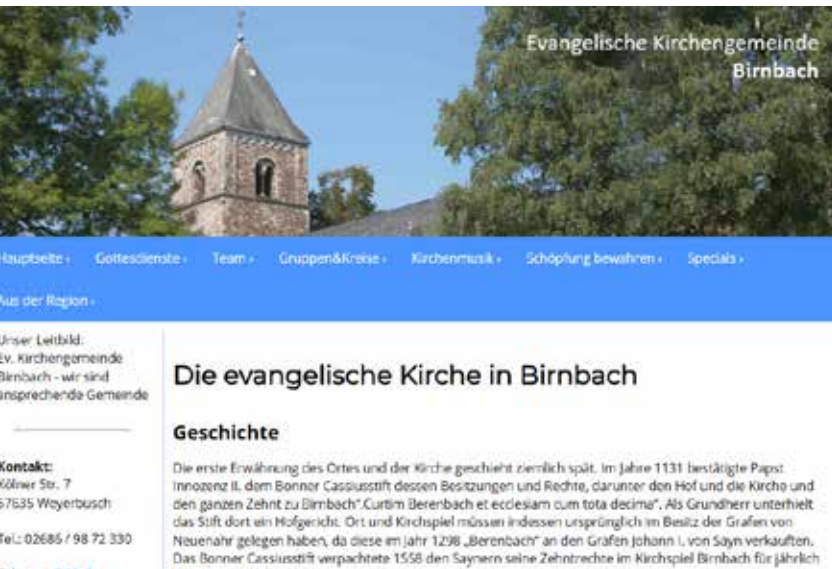 Evangelische Kirchengemeinde
Birnbach
Hauptseite › Gottesdienste › Team › Gruppen&Kreise › Kirchenmusik › Schöpfung bewahren › Specials ›
Aus der Region ›
Unser Leitbild:
Ev. Kirchengemeinde
Birnbach - wir sind
ansprechende Gemeinde
Kontakt:
Kölner Str. 7
57635 Weyerbusch
Tel.: 02686 / 98 72 330
Die evangelische Kirche in Birnbach
Geschichte
Die erste Erwähnung des Ortes und der Kirche geschieht ziemlich spät. Im Jahre 1131 bestätigte Papst
Innozenz II. dem Bonner Cassiusstift dessen Besitzungen und Rechte, darunter den Hof und die Kirche und
den ganzen Zehnt zu Birnbach".Curtim Berenbach et ecclesiam cum tota decima". Als Grundherr unterhielt
das Stift dort ein Hofgericht. Ort und Kirchspiel müssen indessen ursprünglich im Besitz der Grafen von
Neuenahr gelegen haben, da diese im Jahr 1298 „Berenbach" an den Grafen Johann I. von Sayn verkauften.
Das Bonner Cassiusstift verpachtete 1558 den Saynern seine Zehntrechte im Kirchspiel Birnbach für jährlich